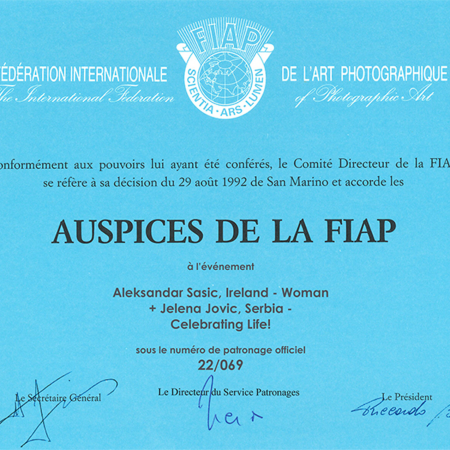 FIAP
SCIENTIA - ARS - LUMEN
FÉDÉRATION INTERNATIONALE
DE L'ART PHOTOGRAPHIQUE
The International Federation
of Photographic Art
onformément aux pouvoirs lui ayant été conférés, le Comité Directeur de la FIA
se réfère à sa décision du 29 août 1992 de San Marino et accorde les
AUSPICES DE LA FIAP
à l'événement
Aleksandar Sasic, Ireland - Woman
+ Jelena Jovic, Serbia -
Celebrating Life!
sous le numéro de patronage officiel
22/069
Le Secrétaire Général
Le Directeur du Service Patronages
Le Président
Riccardo